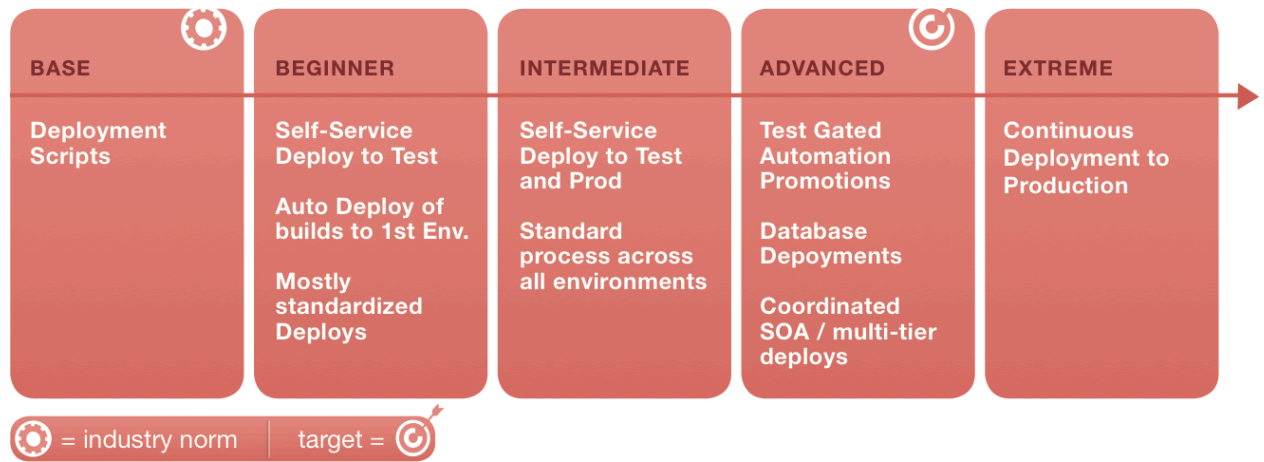 BASE
Deployment
Scripts
BEGINNER
Self-Service
Deploy to Test
Auto Deploy of
builds to 1st Env.
Mostly
standardized
Deploys
INTERMEDIATE
Self-Service
Deploy to Test
and Prod
Standard
process across
all environments
ADVANCED
Test Gated
Automation
Promotions
Database
Depoyments
Coordinated
SOA / multi-tier
deploys
EXTREME
Continuous
Deployment to
Production
= industry norm
target =